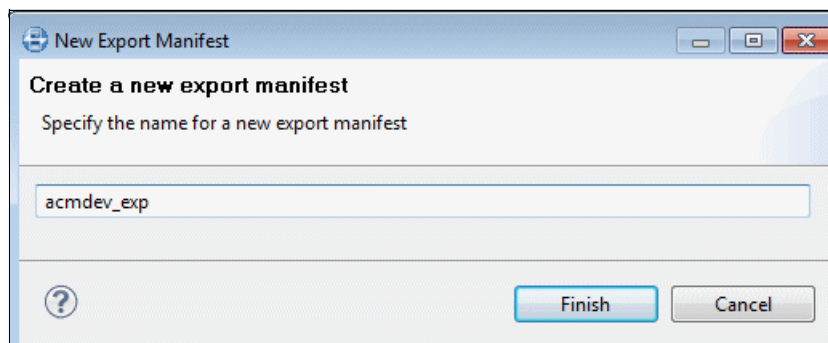 New Export Manifest
Create a new export manifest
Specify the name for a new export manifest
acmdev_exp
?
Finish
Cancel